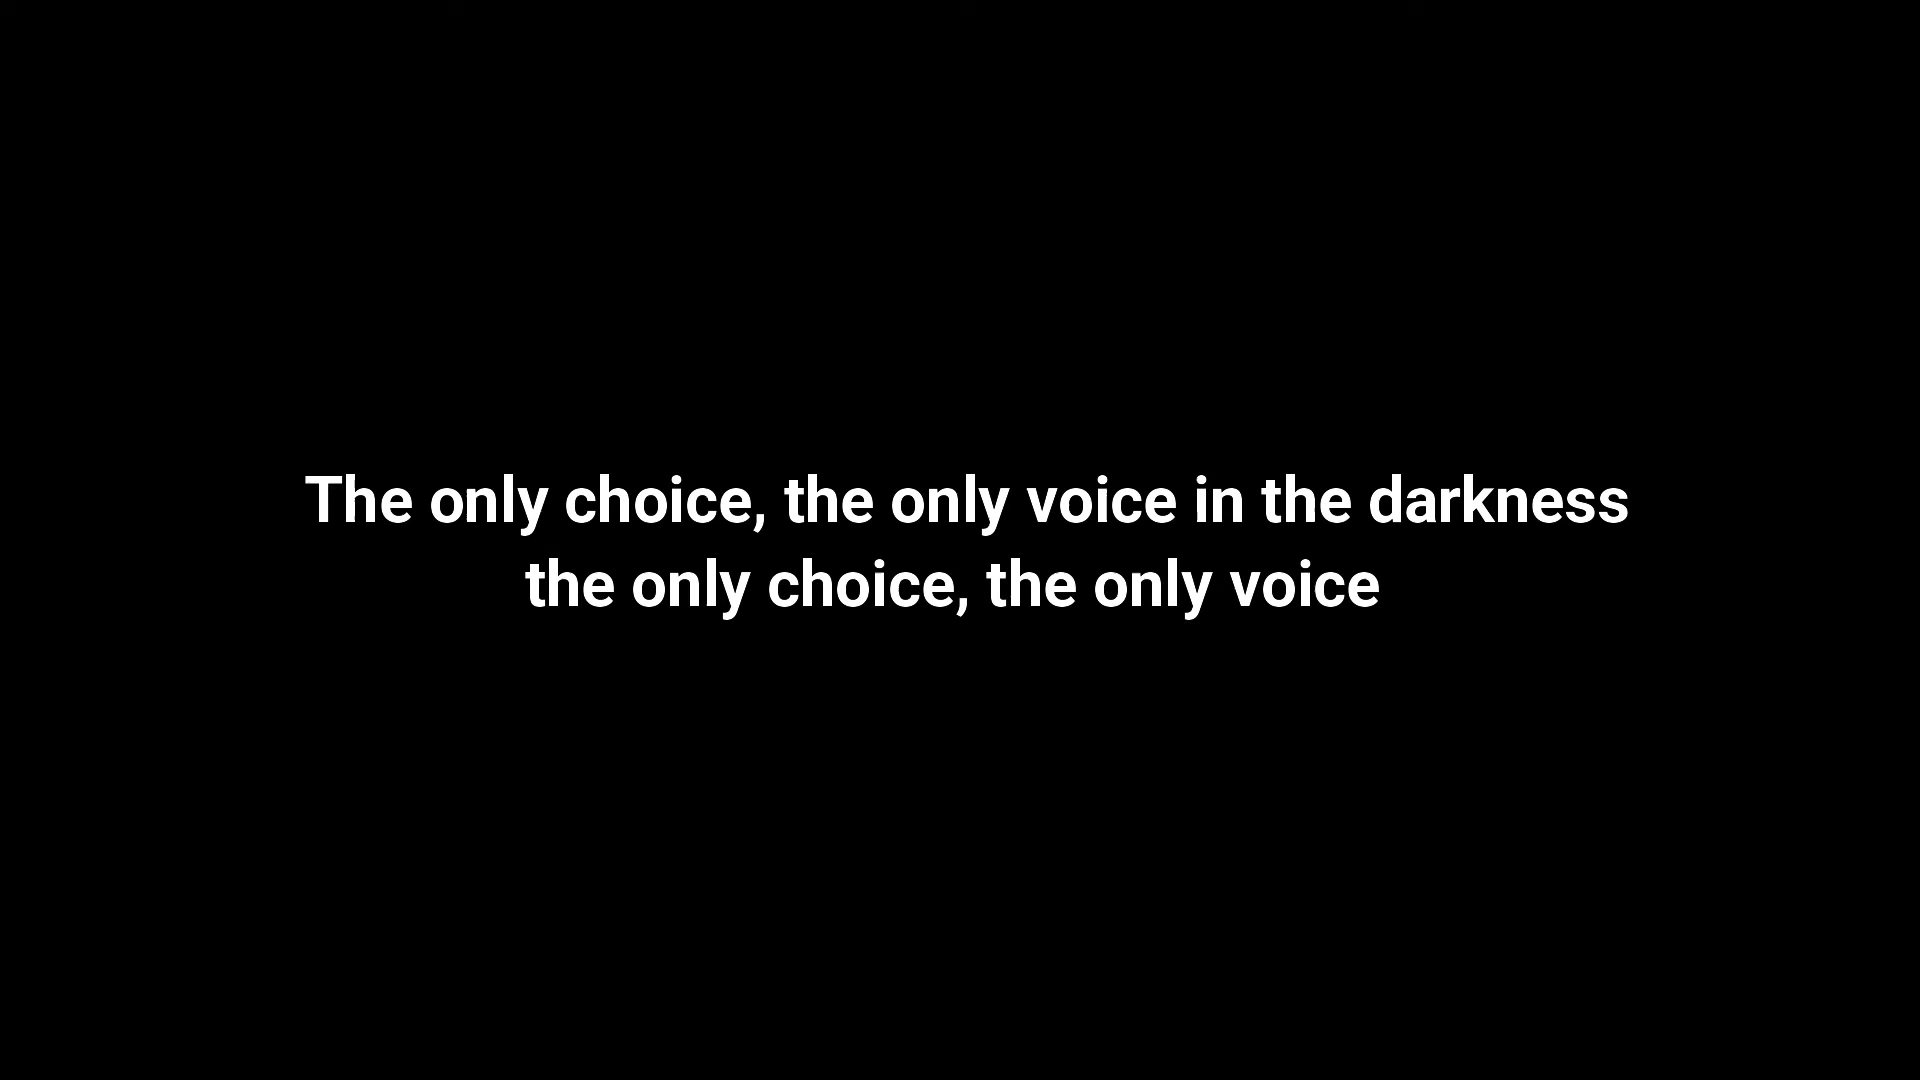 The only choice, the only voice in the darkness
the only choice, the only voice